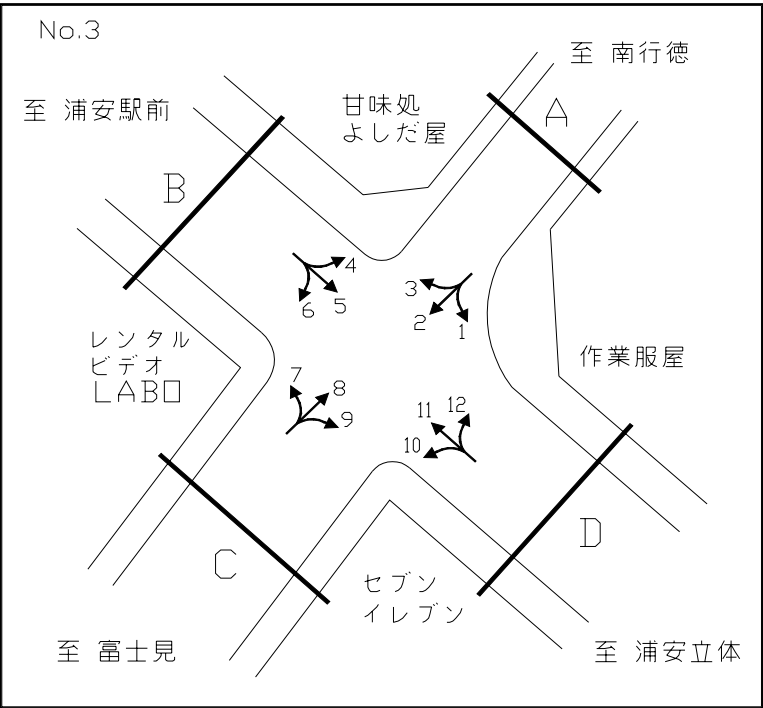 No.3
至 南行徳
至 浦安駅前
甘味処
よしだ屋
A
B
4
5
6
3
2
1
レンタル
ビデオ
LABO
作業服屋
7
8
9
12
11
10
C
D
セブン
イレブン
至 富士見
至 浦安立体